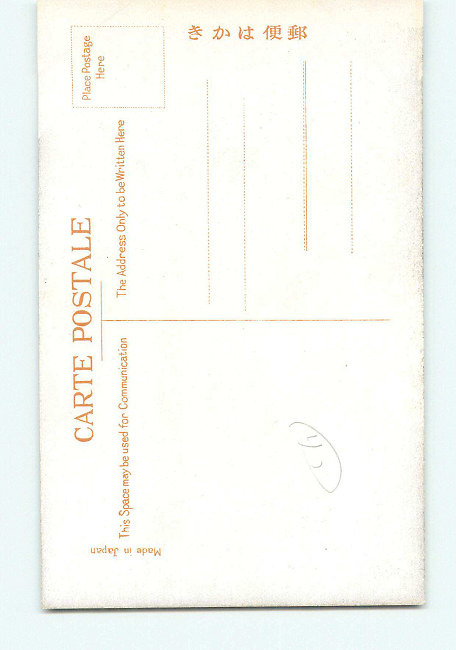 郵便はかき
Place Postage
Here
CARTE POSTALE
The Address Only to be Written Here
This Space may be used for Communication
Made in Japan